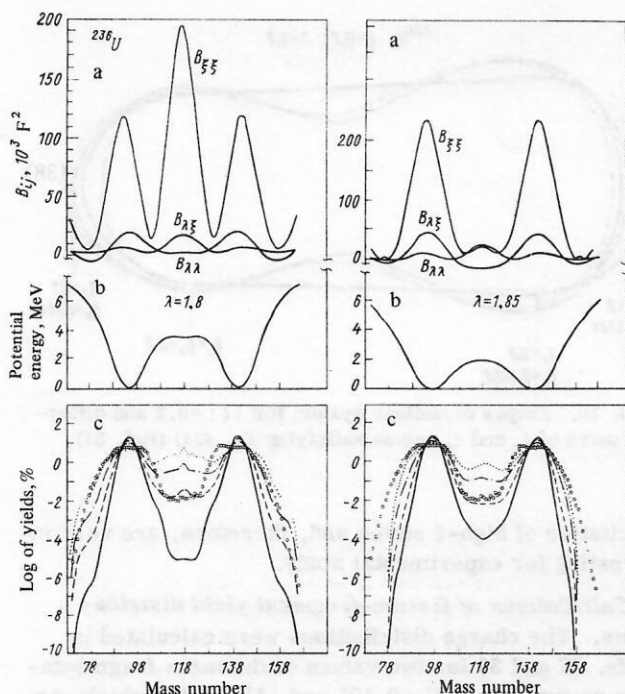 236U
a
a
Bξξ
Bξξ
Bλξ
Bλξ
Bλλ
Bλλ
Bij, 10³ F²
200
150
100
50
0
200
100
0
b
b
λ=1.8
λ=1.85
Potential energy, MeV
6
4
2
0
6
4
2
0
c
c
Log of yields, %
2
0
-2
-4
-6
-8
-10
2
0
-2
-4
-6
-8
-10
78 98 118 138 158
78 98 118 138 158
Mass number
Mass number